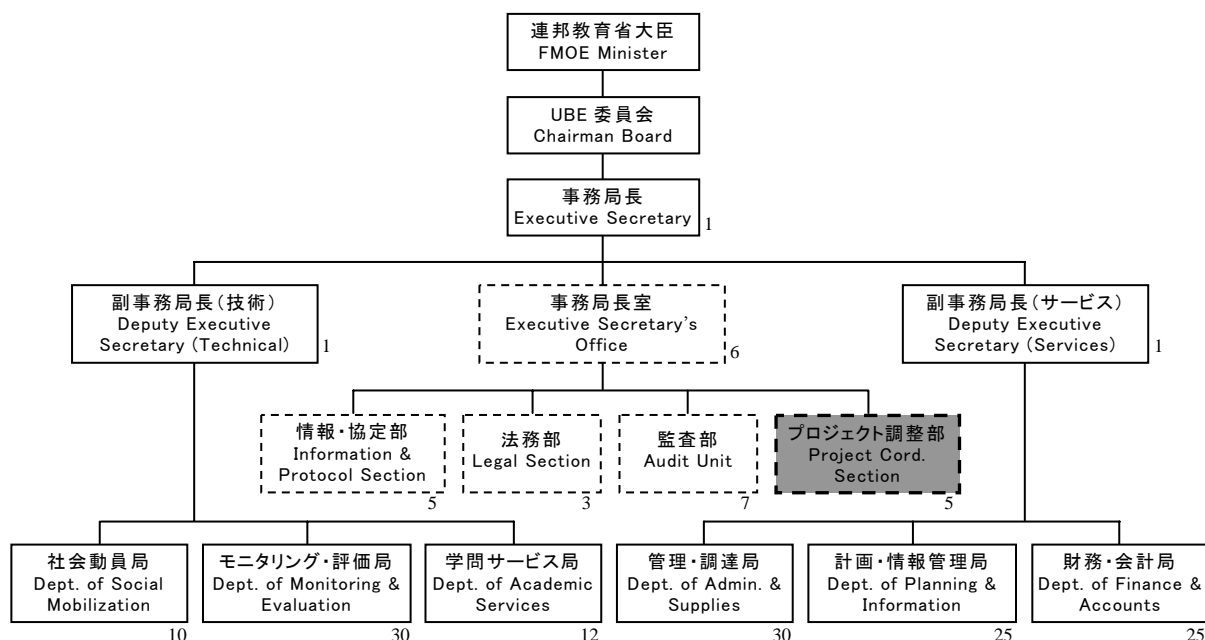 連邦教育省大臣
FMOE Minister
UBE 委員会
Chairman Board
事務局長
Executive Secretary
1
副事務局長(技術)
Deputy Executive
Secretary (Technical)
1
事務局長室
Executive Secretary's
Office
6
副事務局長(サービス)
Deputy Executive
Secretary (Services)
1
情報・協定部
Information &
Protocol Section
5
法務部
Legal Section
3
監査部
Audit Unit
7
プロジェクト調整部
Project Cord.
Section
5
社会動員局
Dept. of Social
Mobilization
10
モニタリング・評価局
Dept. of Monitoring &
Evaluation
30
学問サービス局
Dept. of Academic
Services
12
管理・調達局
Dept. of Admin. &
Supplies
30
計画・情報管理局
Dept. of Planning &
Information
25
財務・会計局
Dept. of Finance &
Accounts
25